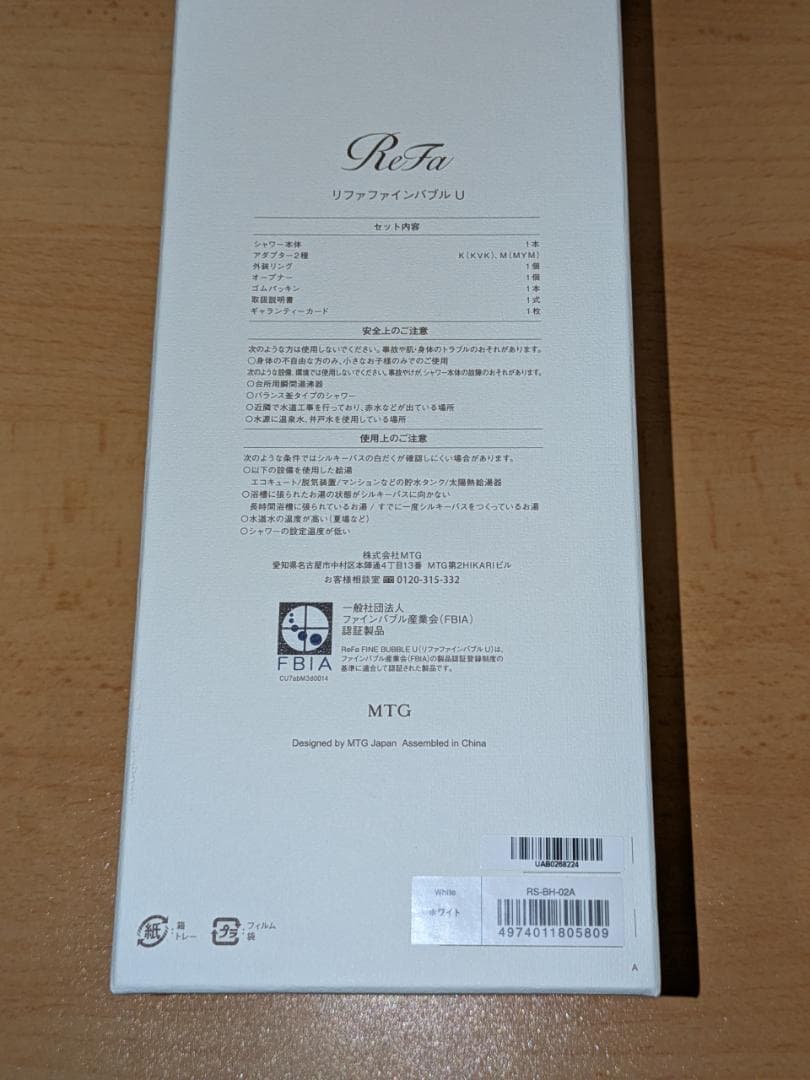 ReFa
リファファインバブル U
セット内容
シャワー本体 1本
アダプター2種 K(KVK)、M(MYM)
外装リング 1個
オープナー 1個
ゴムパッキン 1本
取扱説明書 1式
ギャランティーカード 1枚
安全上のご注意
次のような方は使用しないでください。事故や肌・身体のトラブルのおそれがあります。
○身体の不自由な方のみ、小さなお子様のみでのご使用
次のような設備、環境では使用しないでください。事故やけが、シャワー本体の故障のおそれがあります。
○台所用瞬間湯沸器
○バランス釜タイプのシャワー
○近隣で水道工事を行っており、赤水などが出ている場所
○水源に温泉水、井戸水を使用している場所
使用上のご注意
次のような条件ではシルキーバスの白だくが確認しにくい場合があります。
○以下の設備を使用した給湯
エコキュート/脱気装置/マンションなどの貯水タンク/太陽熱給湯器
○浴槽に張られたお湯の状態がシルキーバスに向かない
長時間浴槽に張られているお湯 / すでに一度シルキーバスをつくっているお湯
○水道水の温度が高い(夏場など)
○シャワーの設定温度が低い
株式会社MTG
愛知県名古屋市中村区本陣通4丁目13番 MTG第2HIKARIビル
お客様相談室 0120-315-332
一般社団法人
ファインバブル産業会(FBIA)
認証製品
FBIA
CU7abM3d0014
ReFa FINE BUBBLE U(リファファインバブル U)は、
ファインバブル産業会(FBIA)の製品認証登録制度の
基準に適合して認証された製品です。
MTG
Designed by MTG Japan Assembled in China
UAB0268224
White
ホワイト
RS-BH-02A
4974011805809
紙 :箱
トレー
プラ :フィルム
袋
A